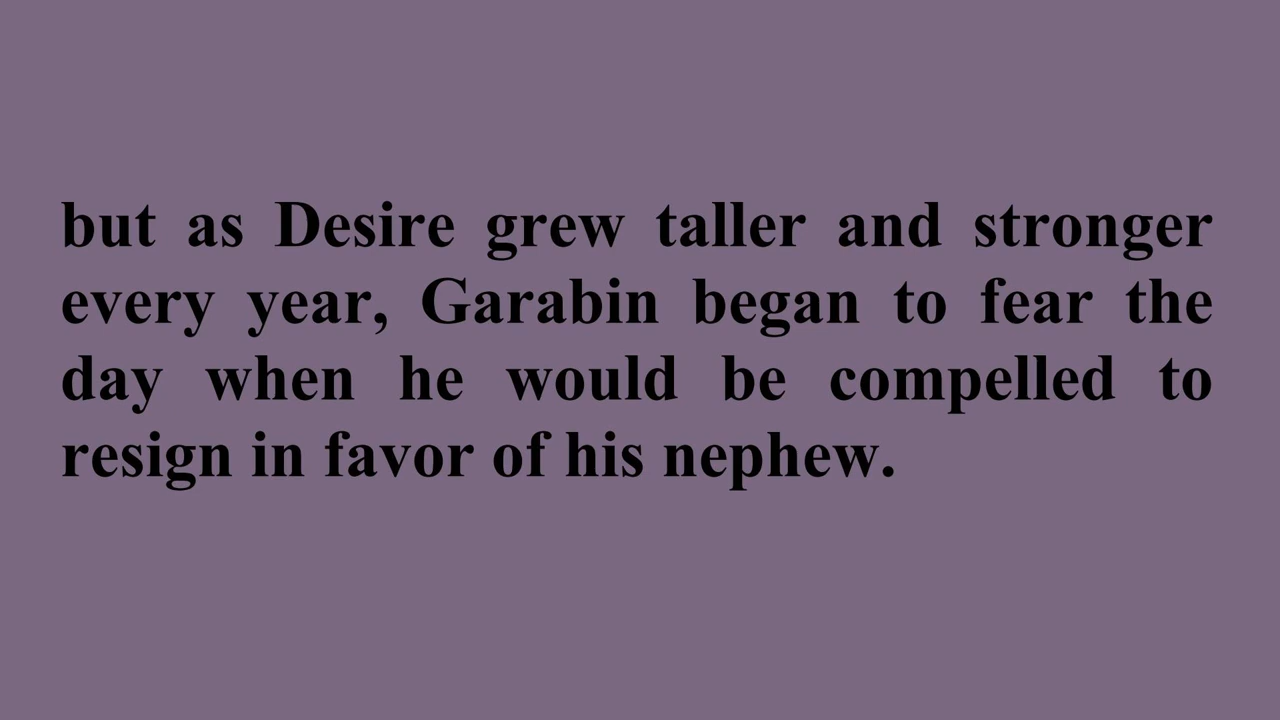 but as Desire grew taller and stronger
every year, Garabin began to fear the
day when he would be compelled to
resign in favor of his nephew.